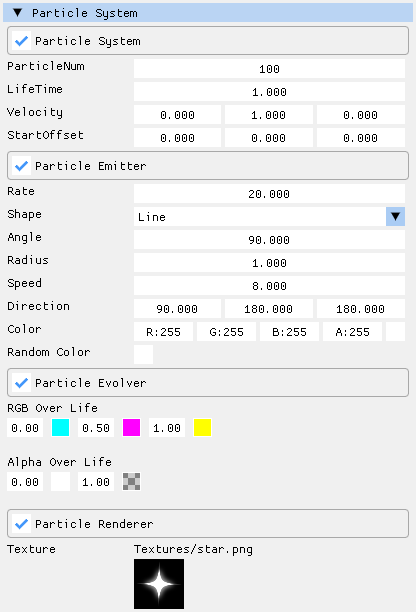 Particle System
Particle System
ParticleNum 100
LifeTime 1.000
Velocity 0.000 1.000 0.000
StartOffset 0.000 0.000 0.000
Particle Emitter
Rate 20.000
Shape Line
Angle 90.000
Radius 1.000
Speed 8.000
Direction 90.000 180.000 180.000
Color R:255 G:255 B:255 A:255
Random Color
Particle Evolver
RGB Over Life
0.00 0.50 1.00
Alpha Over Life
0.00 1.00
Particle Renderer
Texture Textures/star.png